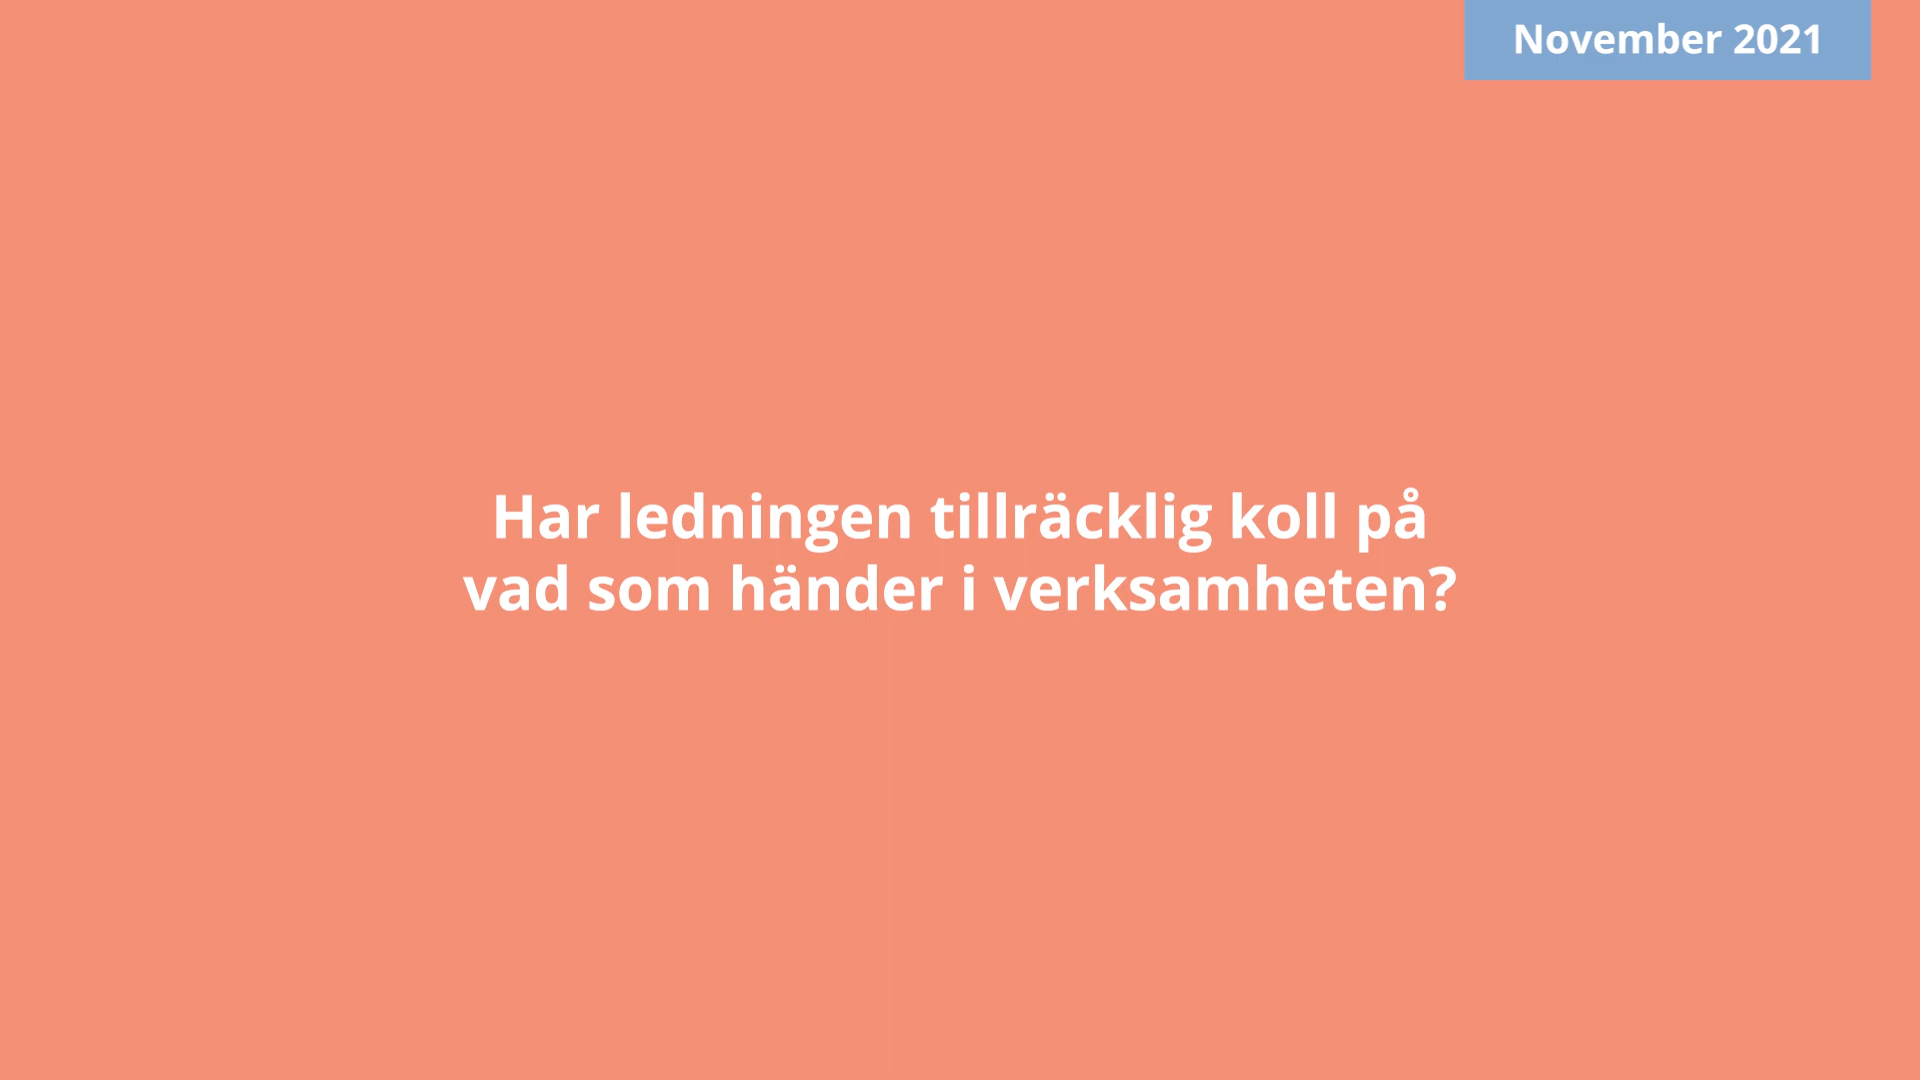 November 2021
Har ledningen tillräcklig koll på
vad som händer i verksamheten?